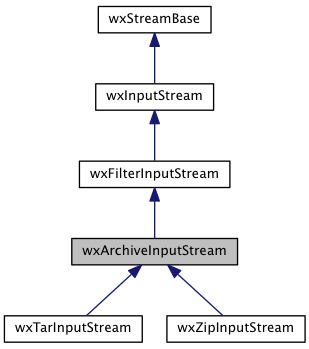 wxStreamBase
wxInputStream
wxFilterInputStream
wxArchiveInputStream
wxTarInputStream
wxZipInputStream